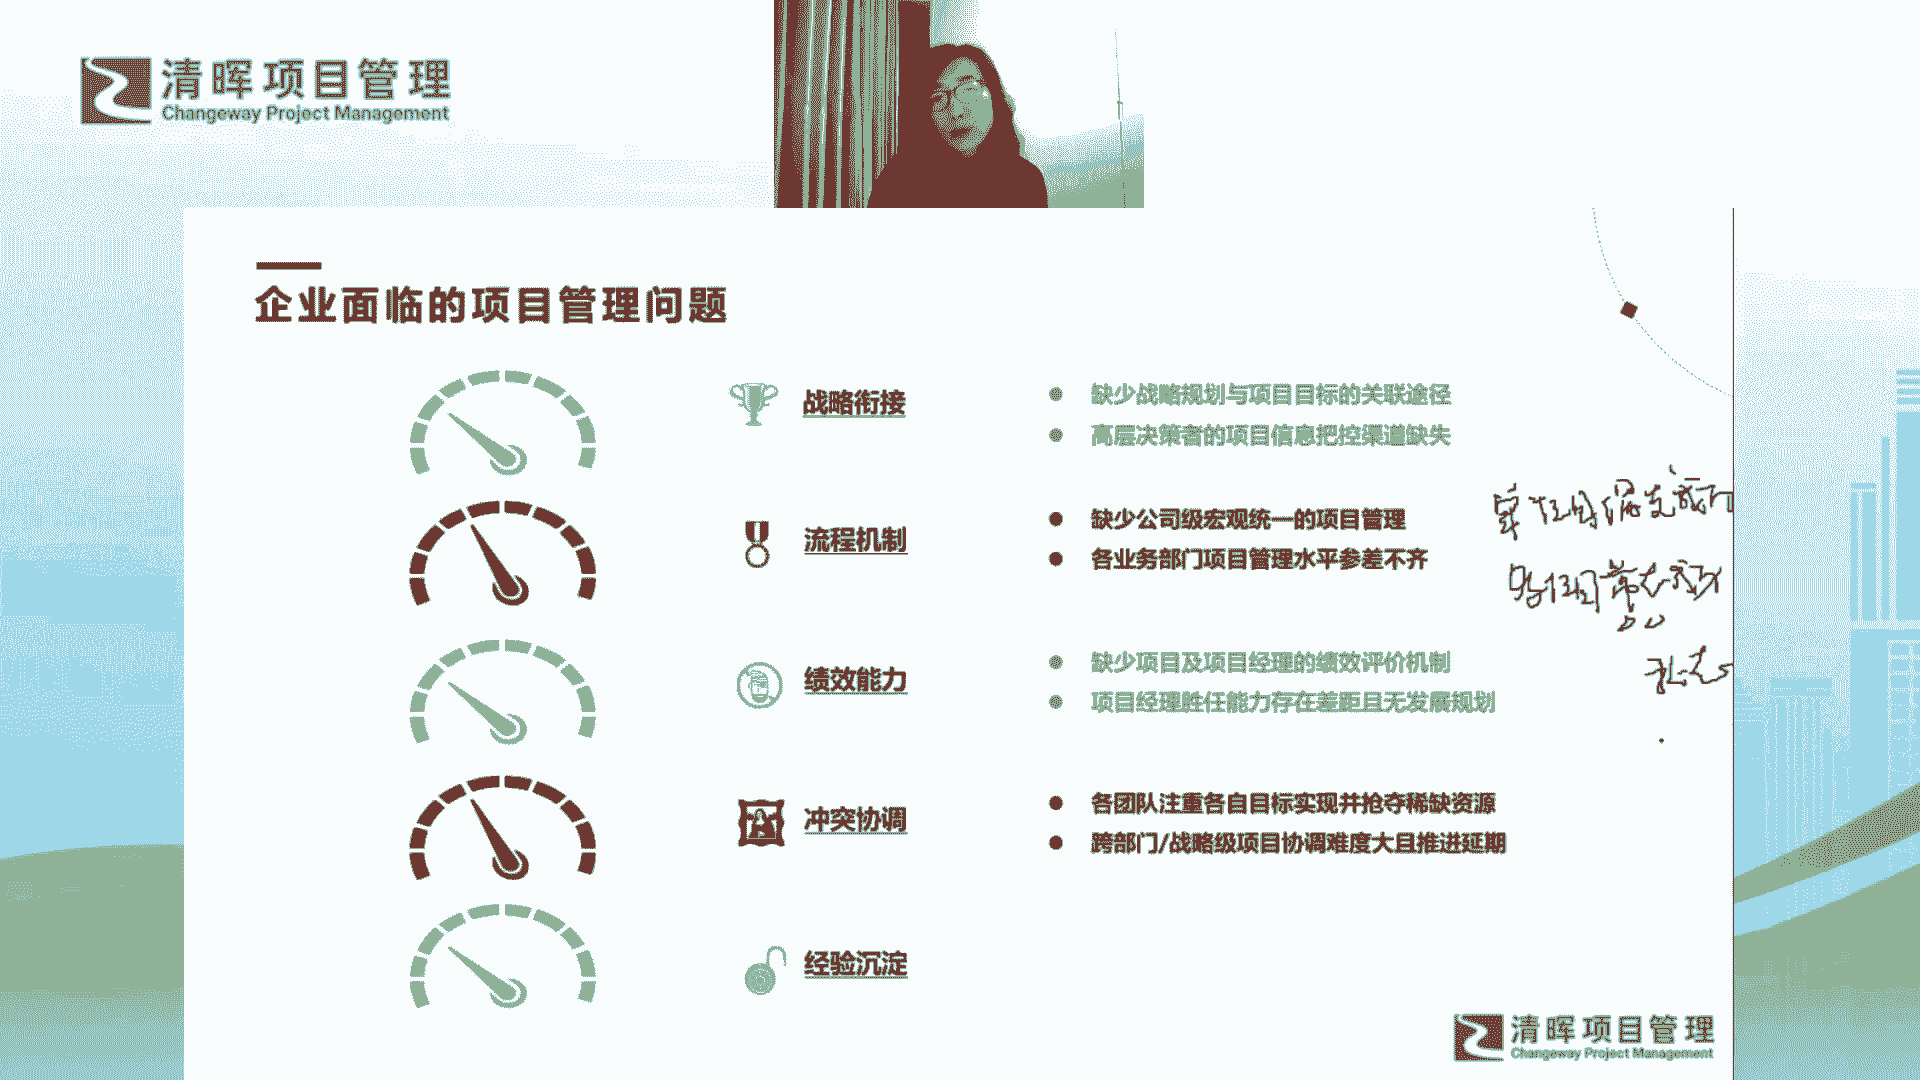 清晖项目管理
Changeway Project Management
企业面临的项目管理问题
战略衔接
缺少战略规划与项目目标的关联途径
高层决策者的项目信息把控渠道缺失
流程机制
缺少公司级宏观统一的项目管理
各业务部门项目管理水平参差不齐
绩效能力
缺少项目及项目经理的绩效评价机制
项目经理胜任能力存在差距且无发展规划
冲突协调
各团队注重各自目标实现并抢夺稀缺资源
跨部门/战略级项目协调难度大且推进延期
经验沉淀
清晖项目管理
Changeway Project Management